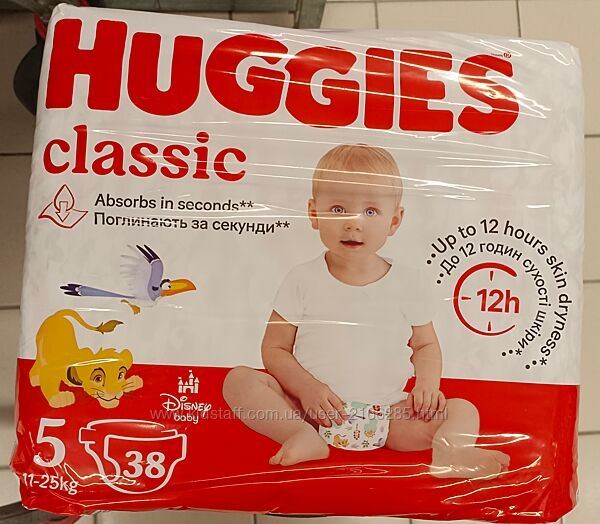 HUGGIES
classic
Absorbs in seconds**
Поглинають за секунди**
..Up to 12 hours skin dryness*
..До 12 годин сухості шкіри*..
12h
Disney
baby
5
11-25kg
38